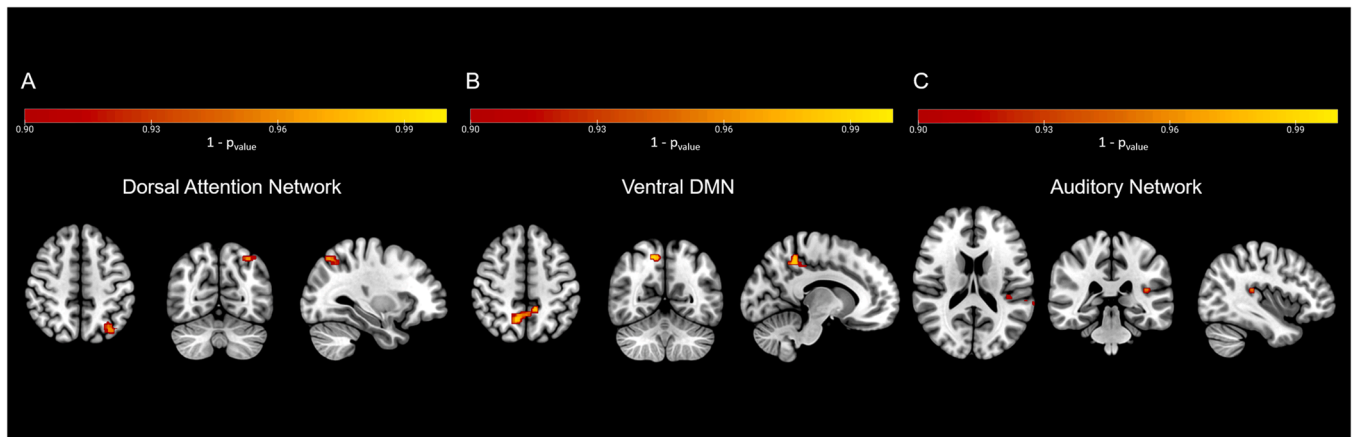 A
B
C
0.90 0.93 0.96 0.99
0.90 0.93 0.96 0.99
0.90 0.93 0.96 0.99
1 - pvalue
1 - pvalue
1 - pvalue
Dorsal Attention Network
Ventral DMN
Auditory Network